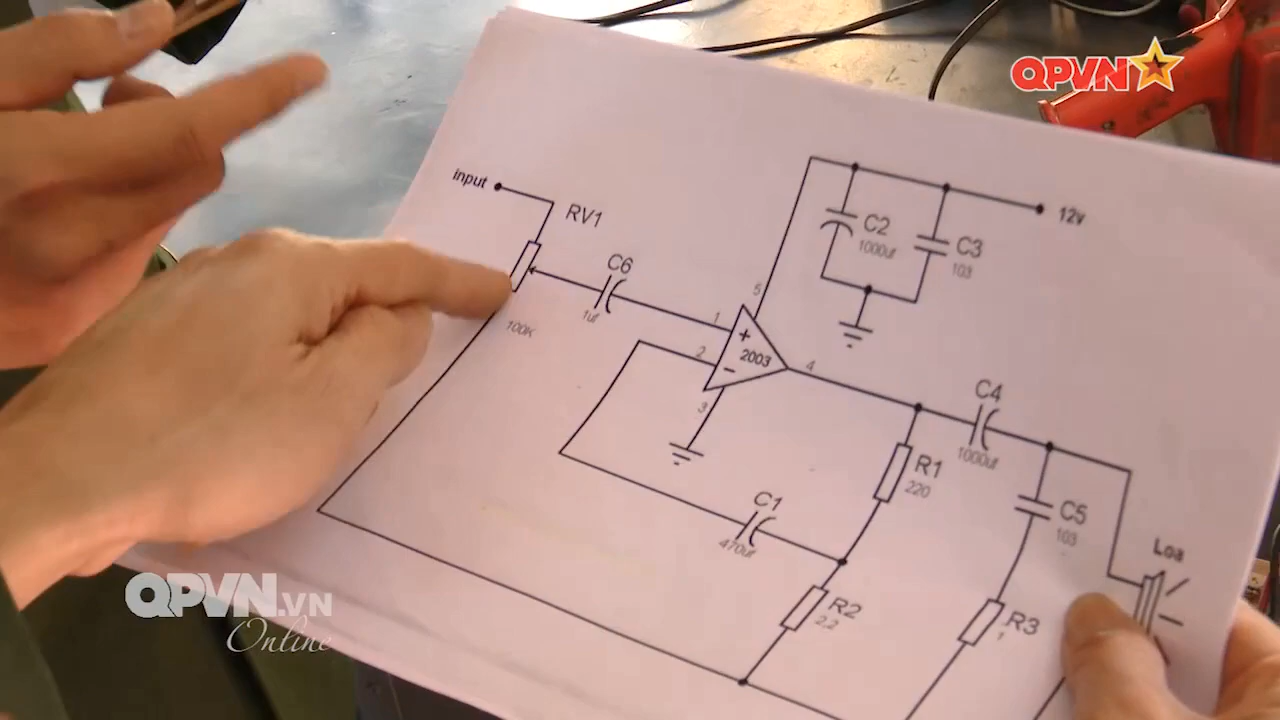 QPVN
input
RV1
100K
C6
1uf
12v
C2
1000uf
C3
103
5
1
2
3
4
+
2003
−
C4
1000uf
R1
220
C5
103
C1
470uf
R2
2.2
R3
1
Loa
QPVN.VN
Online